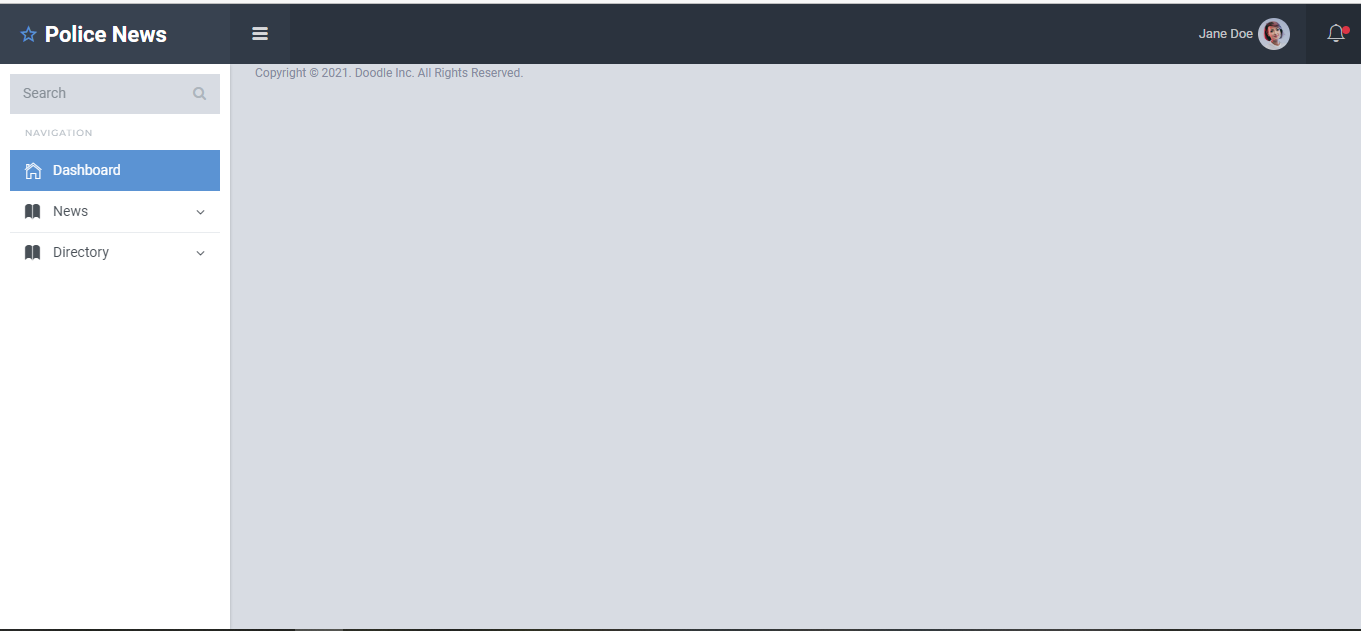 Police News
Jane Doe
Search
NAVIGATION
Dashboard
News
Directory
Copyright © 2021. Doodle Inc. All Rights Reserved.